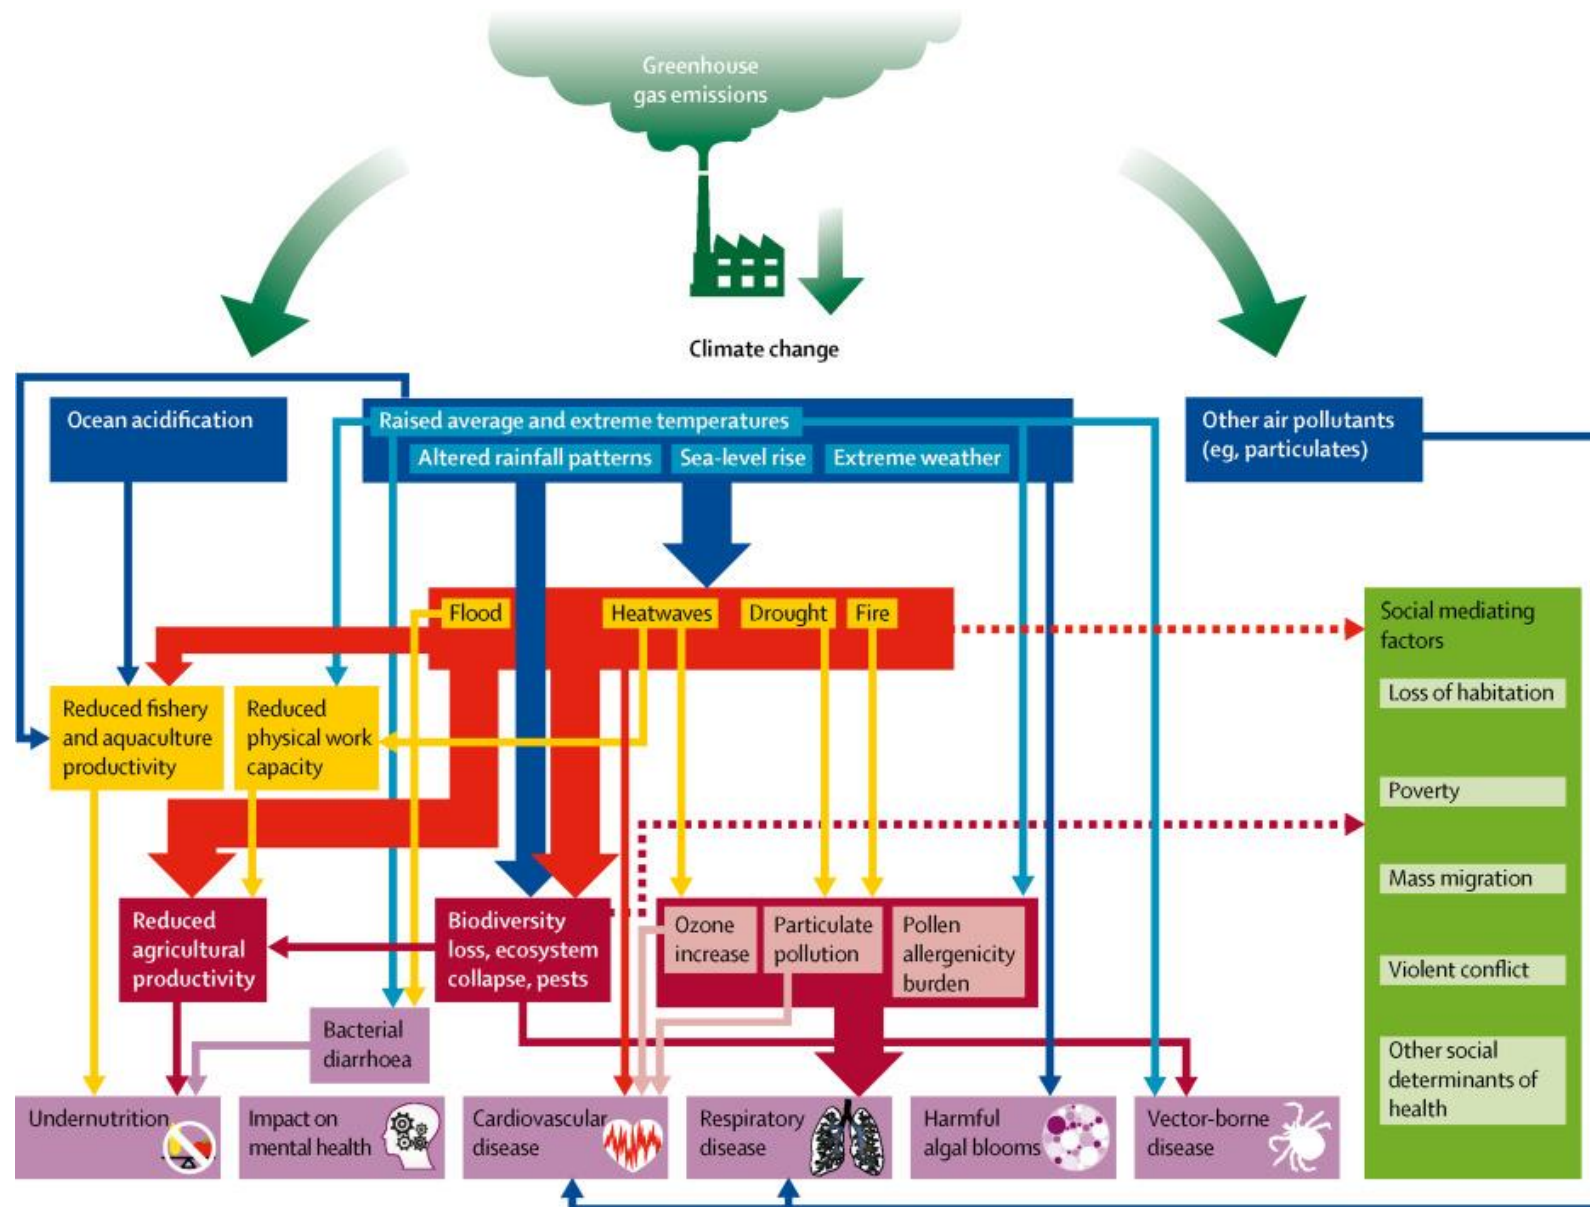 Greenhouse
gas emissions
Climate change
Ocean acidification
Raised average and extreme temperatures
Altered rainfall patterns
Sea-level rise
Extreme weather
Other air pollutants
(eg, particulates)
Flood
Heatwaves
Drought
Fire
Social mediating
factors
Loss of habitation
Poverty
Mass migration
Violent conflict
Other social
determinants of
health
Reduced fishery
and aquaculture
productivity
Reduced
physical work
capacity
Reduced
agricultural
productivity
Biodiversity
loss, ecosystem
collapse, pests
Ozone
increase
Particulate
pollution
Pollen
allergenicity
burden
Bacterial
diarrhoea
Undernutrition
Impact on
mental health
Cardiovascular
disease
Respiratory
disease
Harmful
algal blooms
Vector-borne
disease